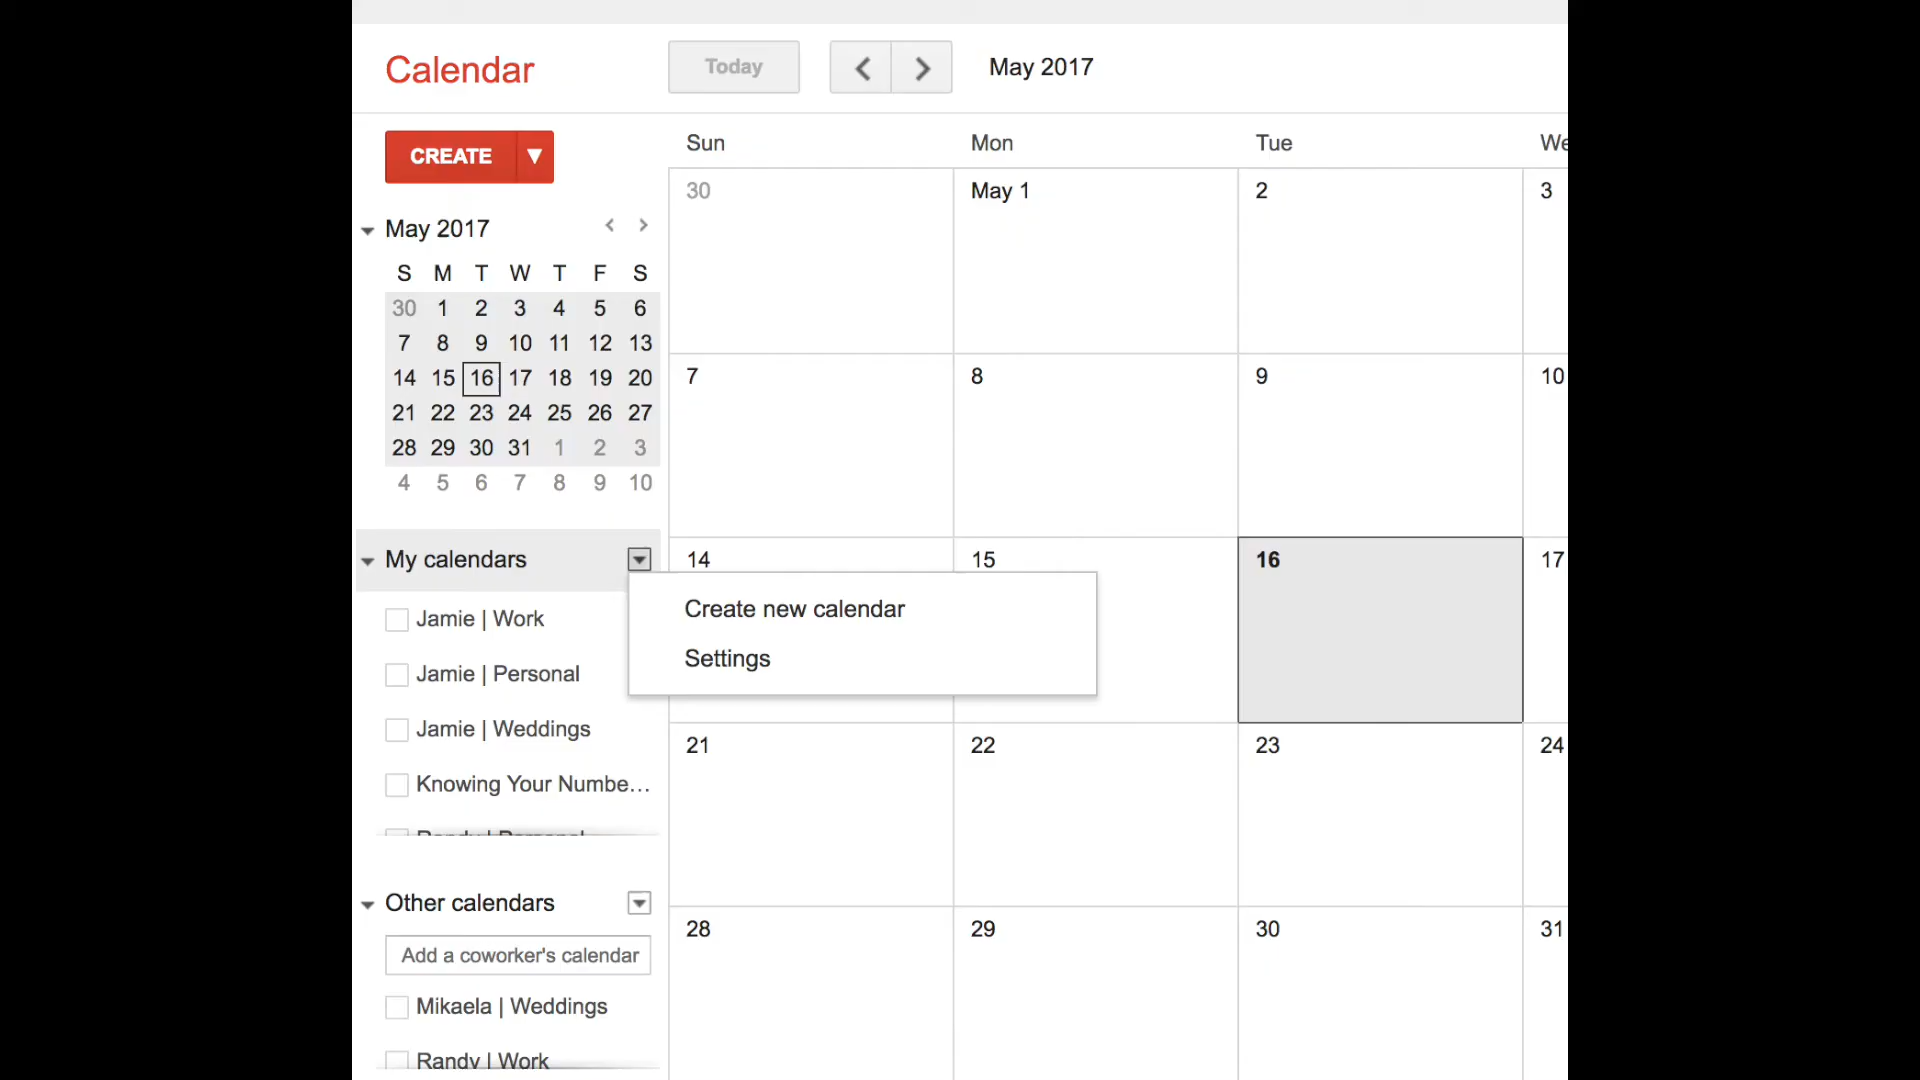 Calendar
Today
May 2017
CREATE
May 2017
S M T W T F S
30 1 2 3 4 5 6
7 8 9 10 11 12 13
14 15 16 17 18 19 20
21 22 23 24 25 26 27
28 29 30 31 1 2 3
4 5 6 7 8 9 10
My calendars
Jamie | Work
Jamie | Personal
Jamie | Weddings
Knowing Your Numbe...
Other calendars
Add a coworker's calendar
Mikaela | Weddings
Randy | Work
Sun Mon Tue We
30 May 1 2 3
7 8 9 10
14 15 16 17
Create new calendar
Settings
21 22 23 24
28 29 30 31